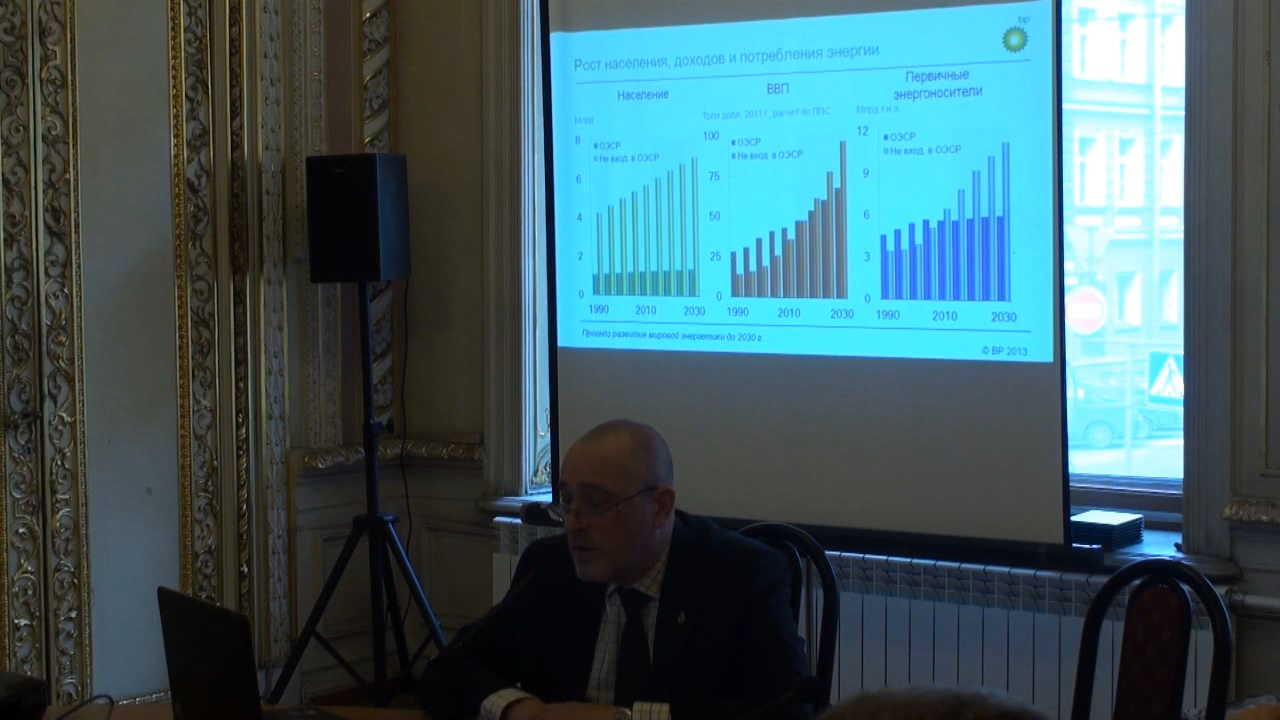 bp
Рост населения, доходов и потребления энергии
Население
ВВП
Первичные
энергоносители
Млрд
Трлн долл. 2011 г., расчет по ППС
Млрд т н.э.
8
6
4
2
0
ОЭСР
Не вход. в ОЭСР
1990 2010 2030
100
75
50
25
0
ОЭСР
Не вход. в ОЭСР
1990 2010 2030
12
9
6
3
0
ОЭСР
Не вход. в ОЭСР
1990 2010 2030
Прогноз развития мировой энергетики до 2030 г.
© BP 2013